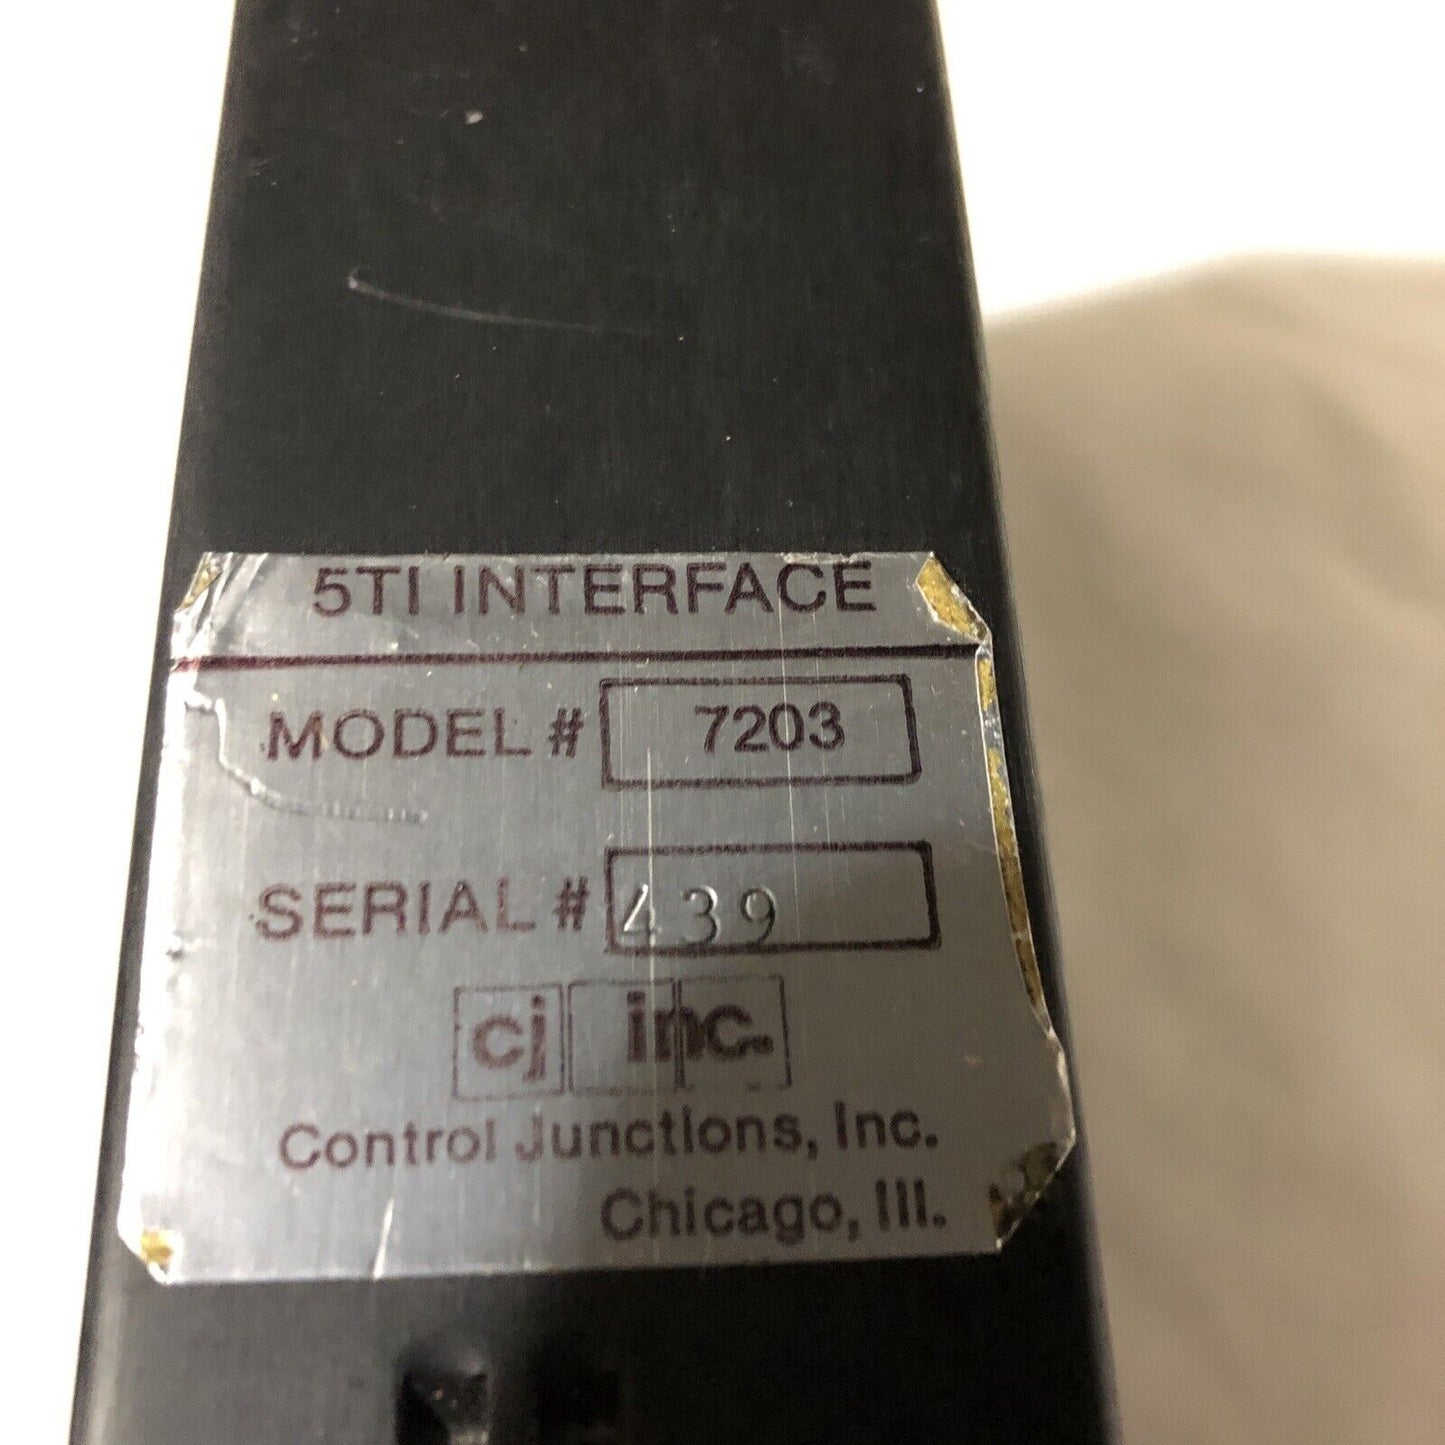 5TI INTERFACE
MODEL # 7203
SERIAL # 439
cj inc.
Control Junctions, Inc.
Chicago, Ill.